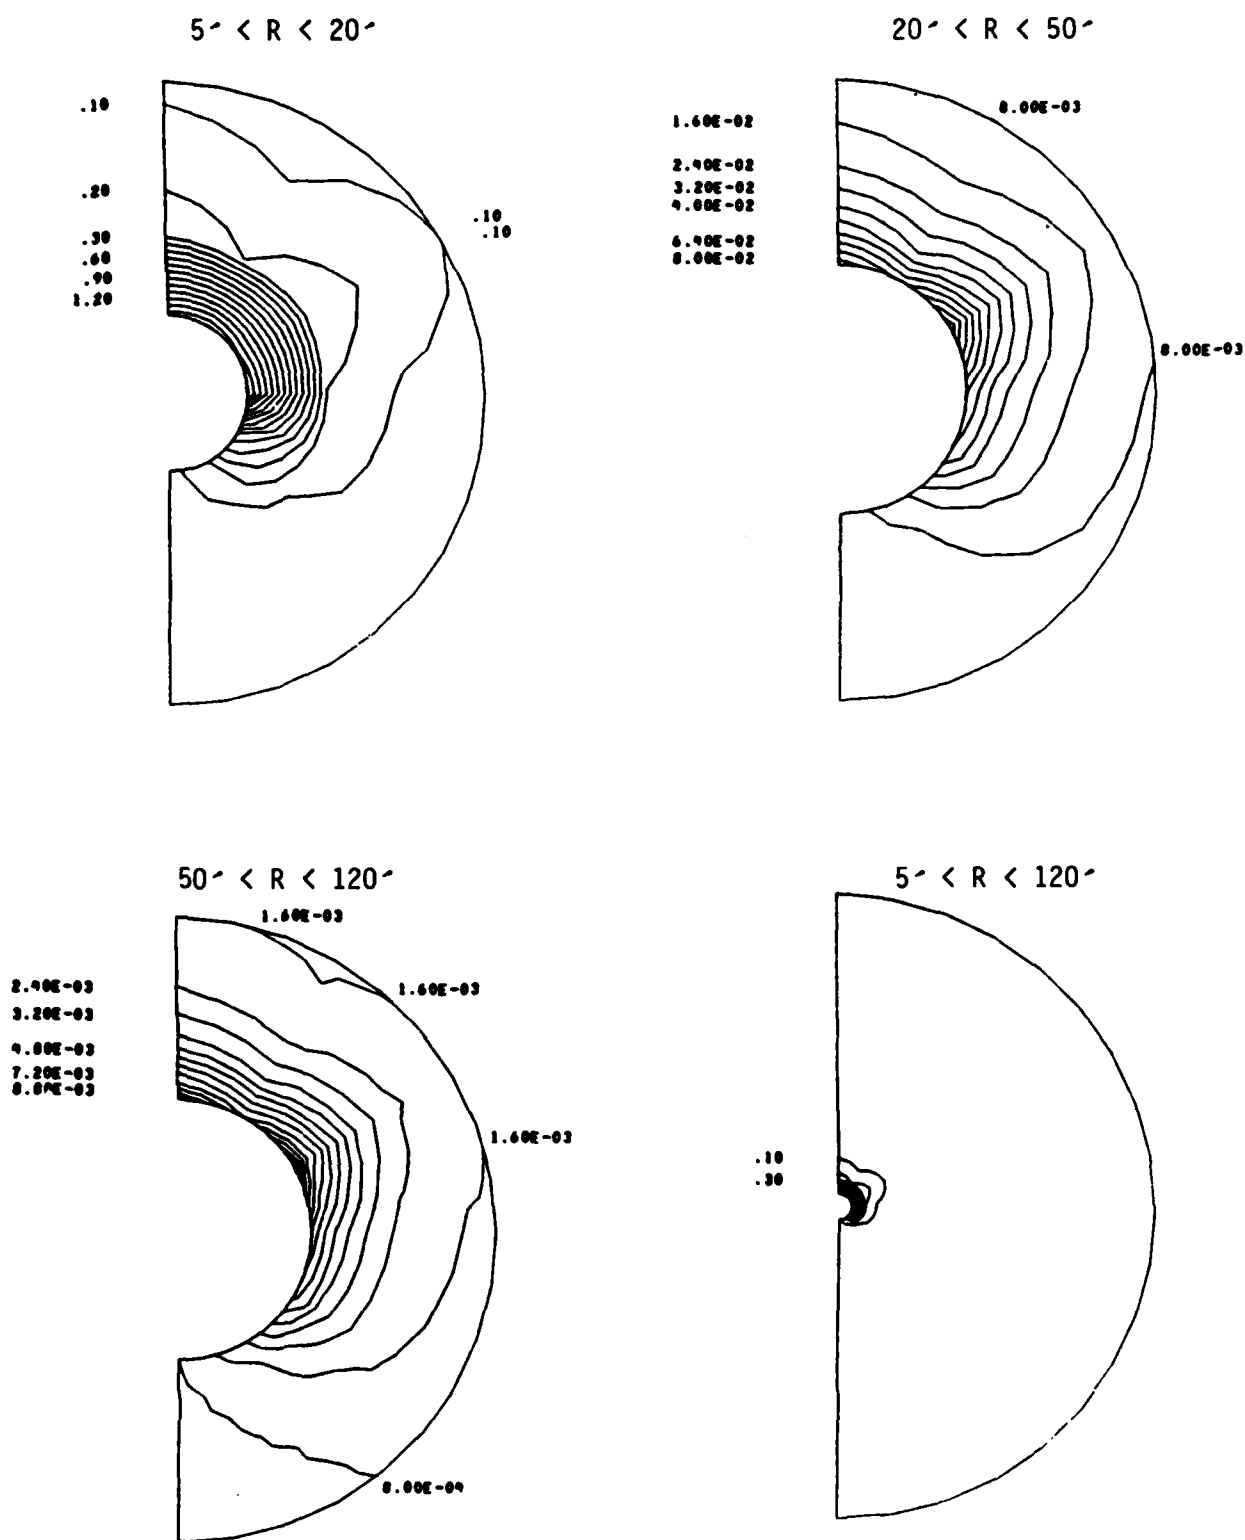 5´ < R < 20´
.10
.20
.30
.60
.90
1.20
.10
.10
20´ < R < 50´
8.00E-03
1.60E-02
2.40E-02
3.20E-02
4.00E-02
6.40E-02
8.00E-02
8.00E-03
50´ < R < 120´
1.60E-03
2.40E-03
3.20E-03
4.80E-03
7.20E-03
1.60E-03
1.60E-03
8.00E-04
5´ < R < 120´
.10
.30